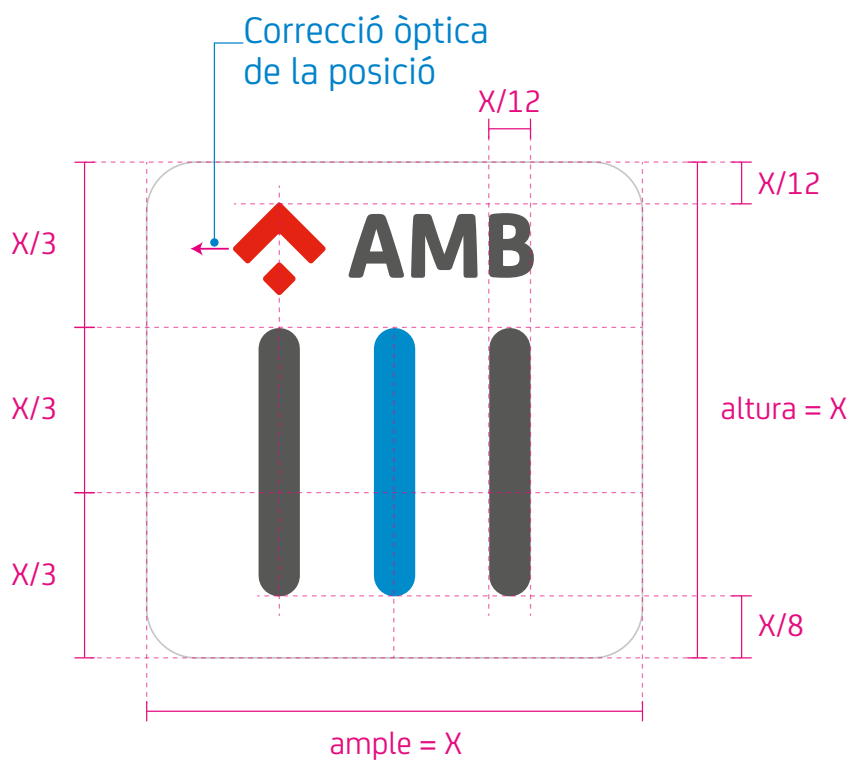 Correcció òptica
de la posició
X/12
X/12
X/3
AMB
X/3
altura = X
X/3
X/8
ample = X